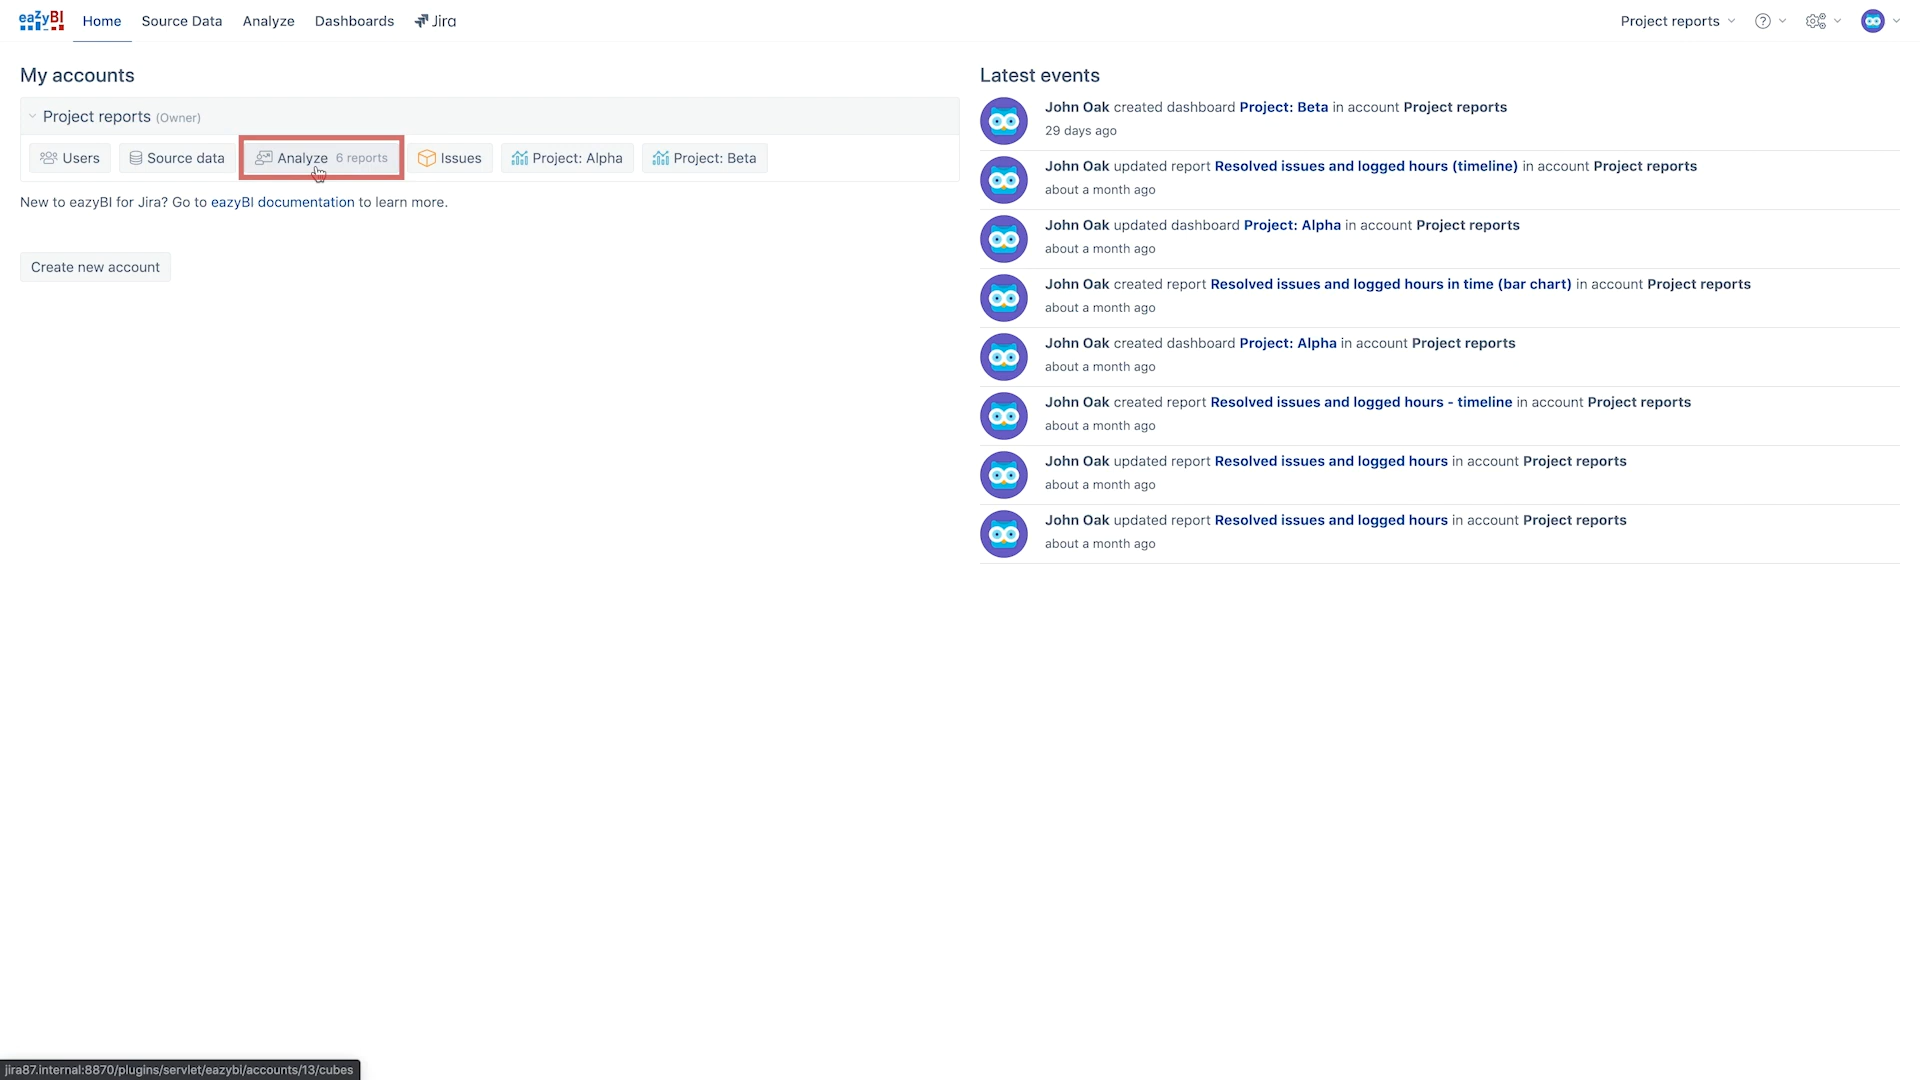 eaZyBI Home Source Data Analyze Dashboards Jira Project reports
My accounts
Project reports (Owner)
Users Source data Analyze 6 reports Issues Project: Alpha Project: Beta
New to eazyBI for Jira? Go to eazyBI documentation to learn more.
Create new account
Latest events
John Oak created dashboard Project: Beta in account Project reports
29 days ago
John Oak updated report Resolved issues and logged hours (timeline) in account Project reports
about a month ago
John Oak updated dashboard Project: Alpha in account Project reports
about a month ago
John Oak created report Resolved issues and logged hours in time (bar chart) in account Project reports
about a month ago
John Oak created dashboard Project: Alpha in account Project reports
about a month ago
John Oak created report Resolved issues and logged hours - timeline in account Project reports
about a month ago
John Oak updated report Resolved issues and logged hours in account Project reports
about a month ago
John Oak updated report Resolved issues and logged hours in account Project reports
about a month ago
jira87.internal:8870/plugins/servlet/eazybi/accounts/13/cubes